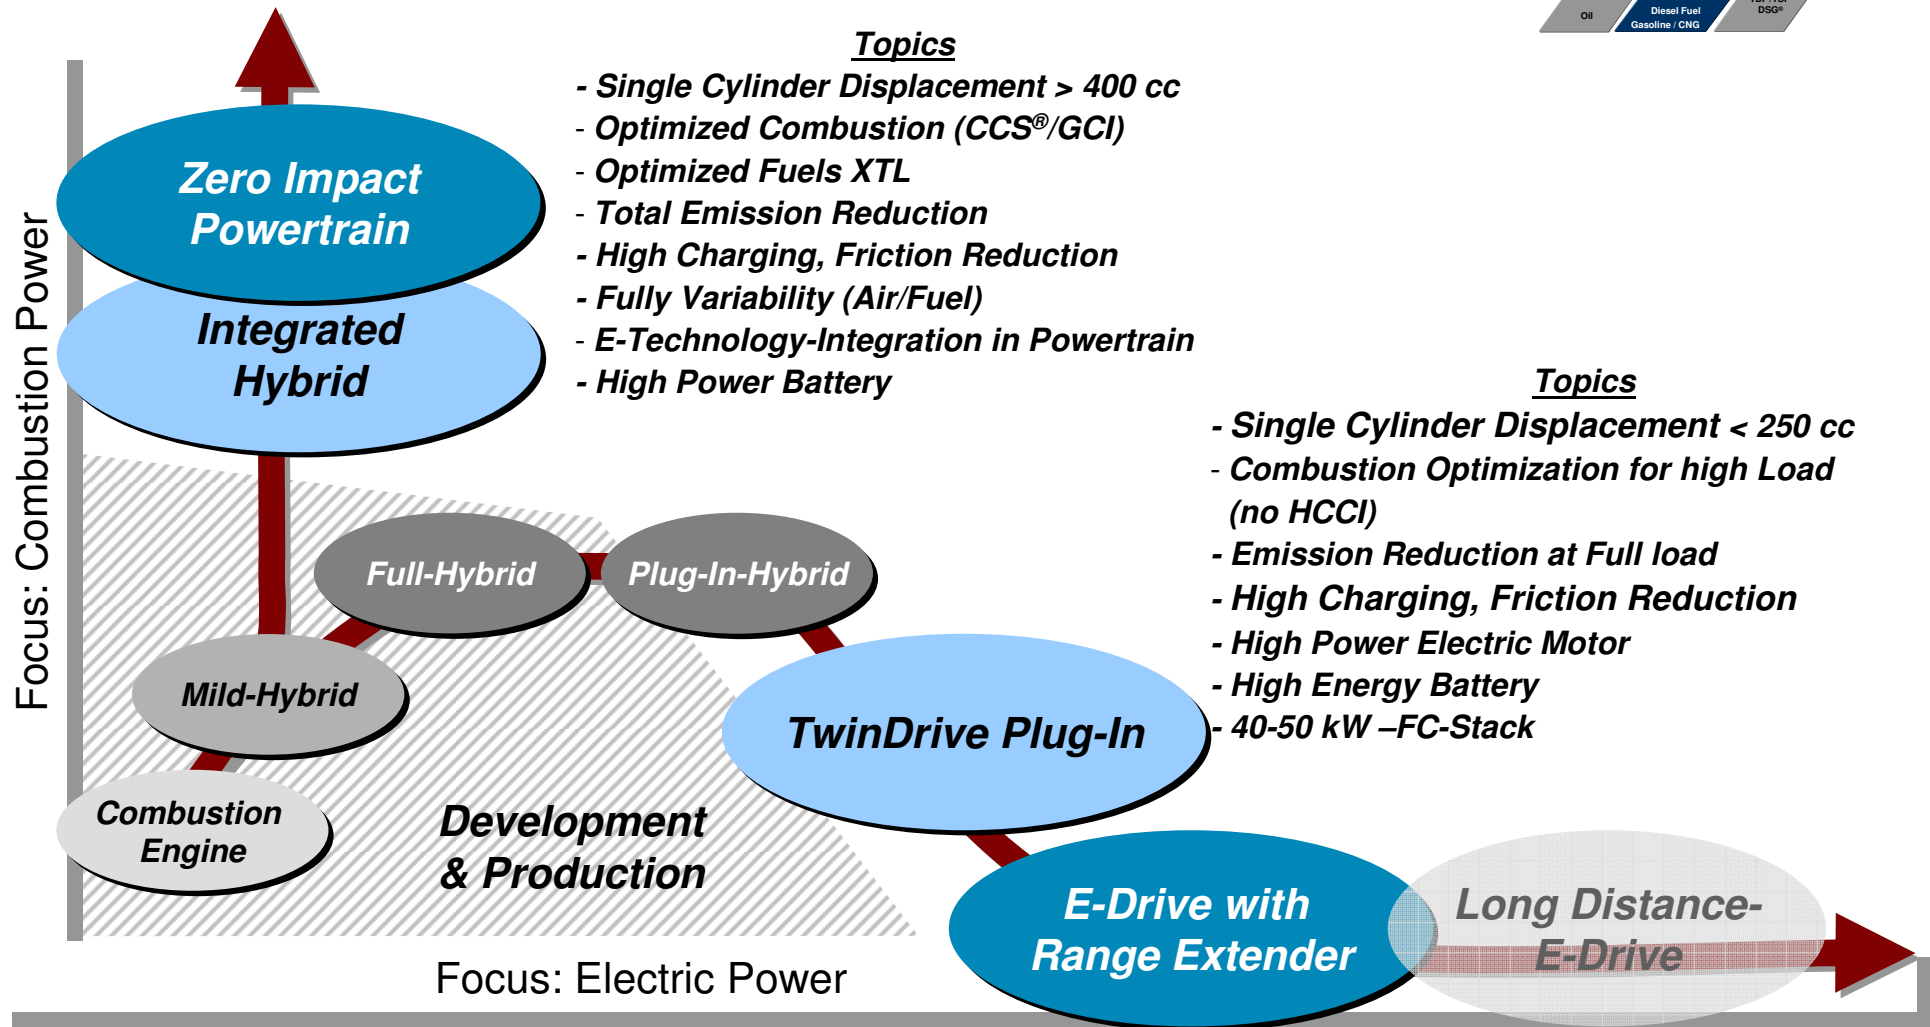 Oil
Diesel Fuel
Gasoline / CNG
DSG®
Topics
- Single Cylinder Displacement > 400 cc
- Optimized Combustion (CCS®/GCI)
- Optimized Fuels XTL
- Total Emission Reduction
- High Charging, Friction Reduction
- Fully Variability (Air/Fuel)
- E-Technology-Integration in Powertrain
- High Power Battery
Zero Impact
Powertrain
Integrated
Hybrid
Focus: Combustion Power
Topics
- Single Cylinder Displacement < 250 cc
- Combustion Optimization for high Load
(no HCCI)
- Emission Reduction at Full load
- High Charging, Friction Reduction
- High Power Electric Motor
- High Energy Battery
- 40-50 kW –FC-Stack
Full-Hybrid
Plug-In-Hybrid
Mild-Hybrid
TwinDrive Plug-In
Combustion
Engine
Development
& Production
E-Drive with
Range Extender
Long Distance-
E-Drive
Focus: Electric Power